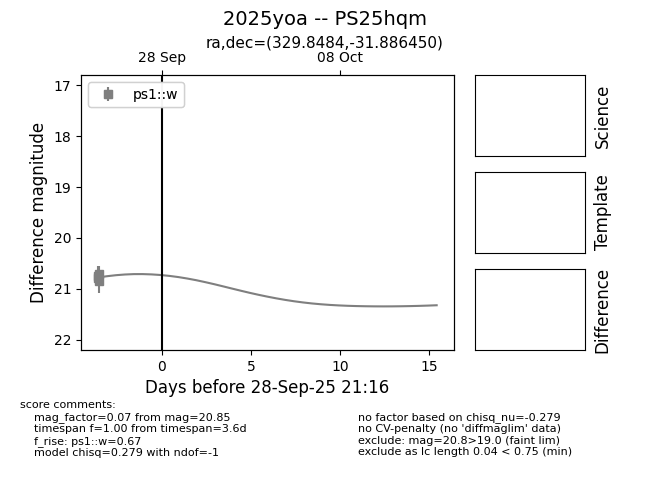 2025yoa -- PS25hqm
ra,dec=(329.8484,-31.886450)
28 Sep
08 Oct
ps1::w
17
18
19
20
21
22
Difference magnitude
0
5
10
15
Days before 28-Sep-25 21:16
Science
Template
Difference
score comments:
mag_factor=0.07 from mag=20.85
timespan f=1.00 from timespan=3.6d
f_rise: ps1::w=0.67
model chisq=0.279 with ndof=-1
no factor based on chisq_nu=-0.279
no CV-penalty (no 'diffmaglim' data)
exclude: mag=20.8>19.0 (faint lim)
exclude as lc length 0.04 < 0.75 (min)